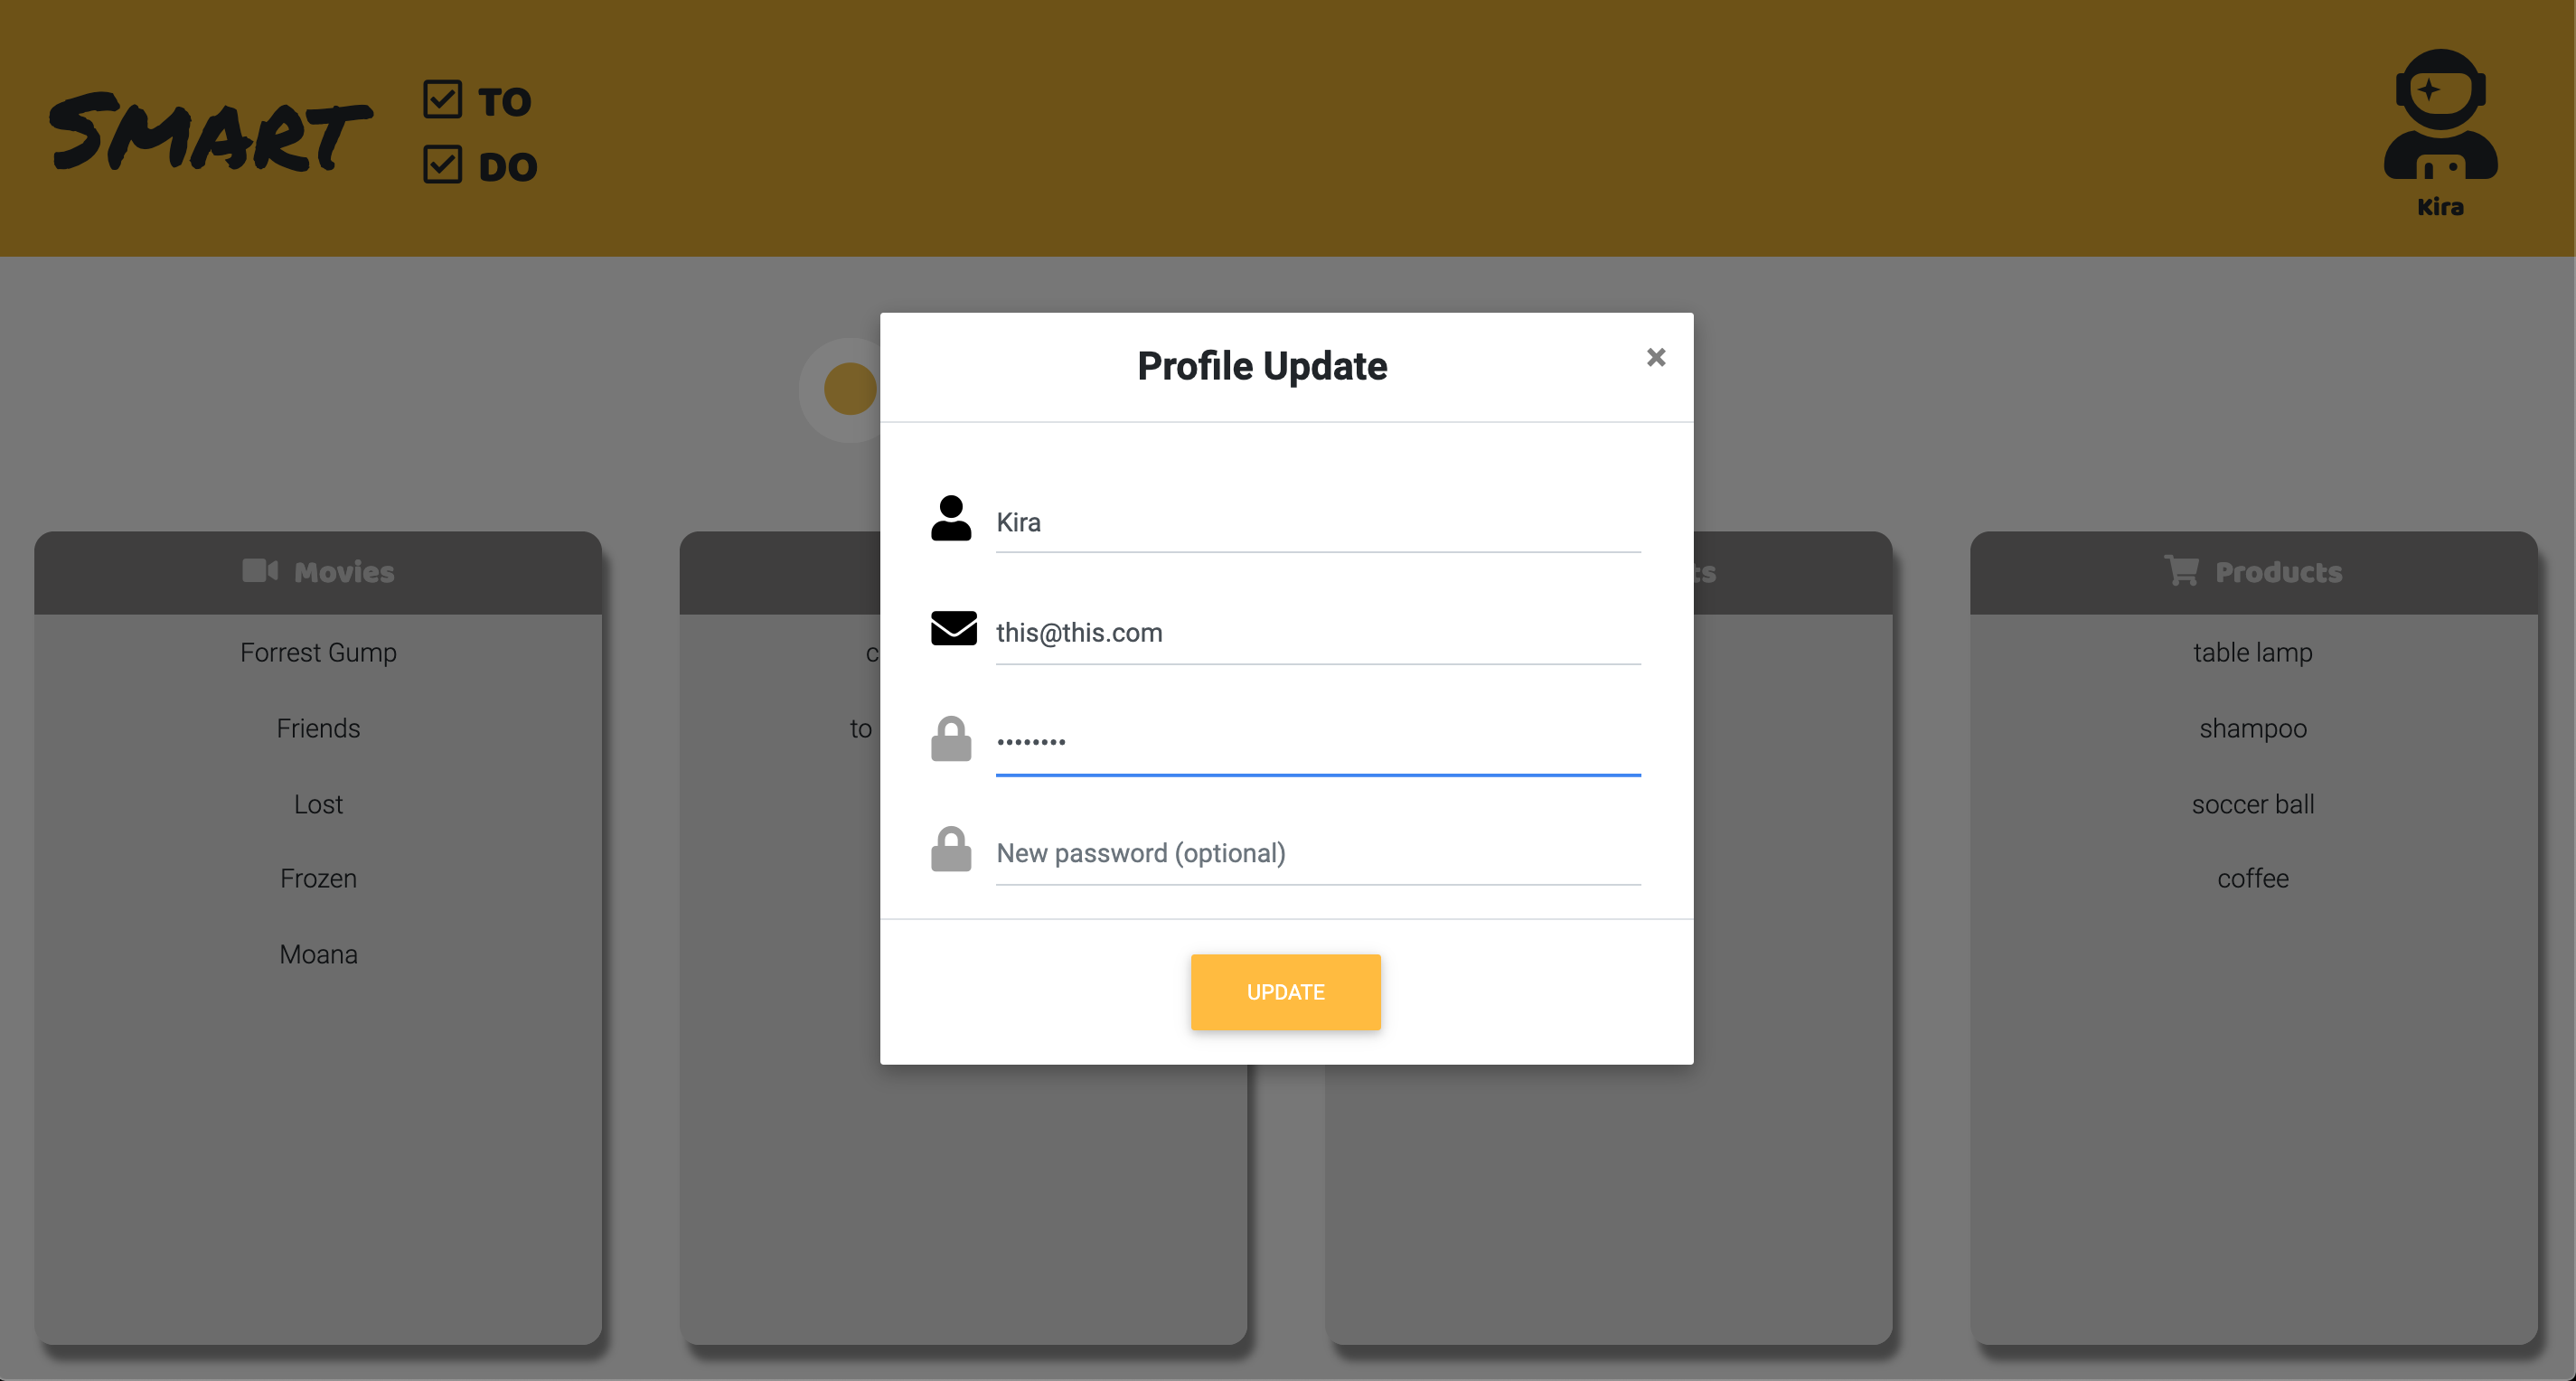 SMART
TO
DO
Kira
Profile Update
×
Kira
this@this.com
••••••••
New password (optional)
UPDATE
Movies
Forrest Gump
Friends
Lost
Frozen
Moana
to
Products
table lamp
shampoo
soccer ball
coffee